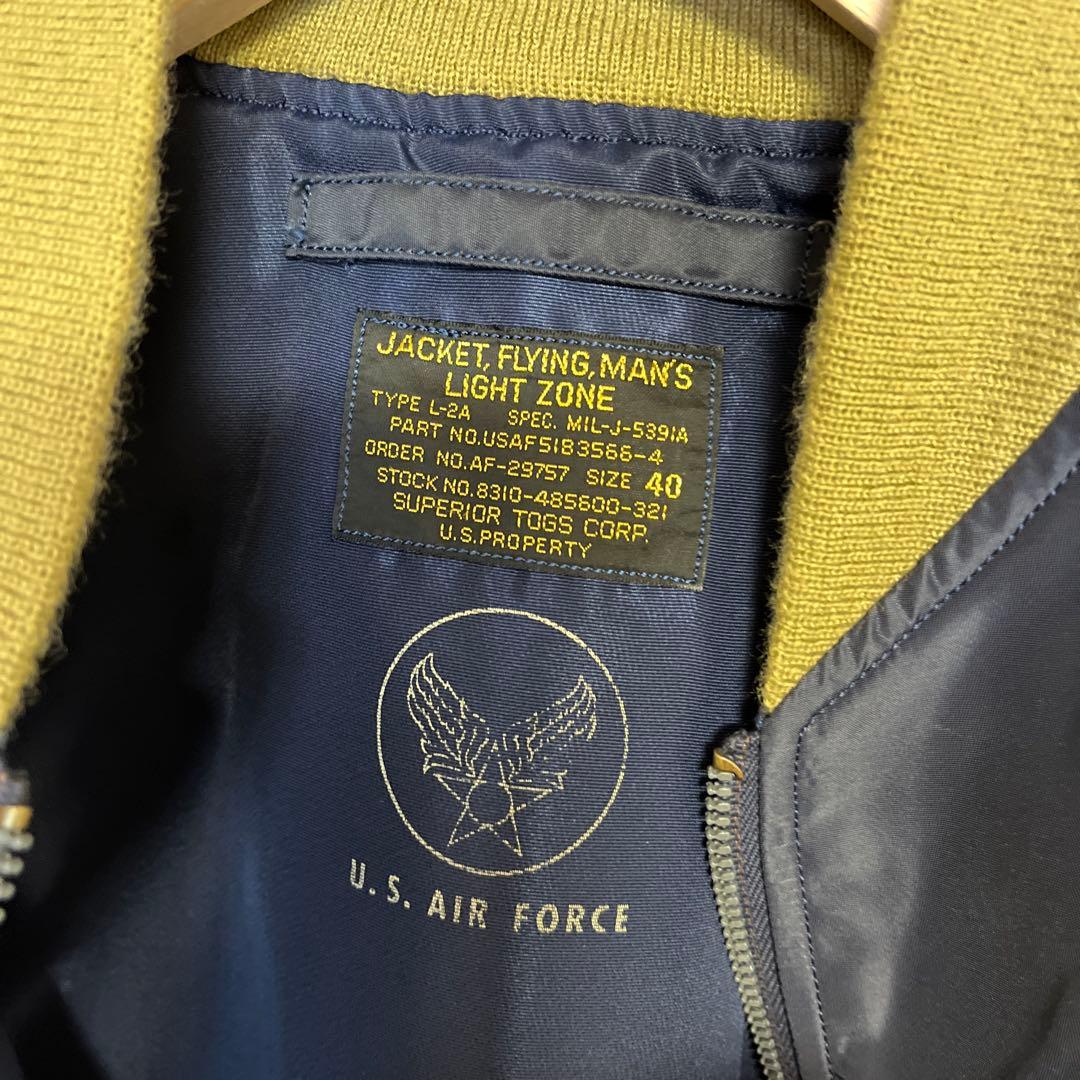 JACKET, FLYING, MAN'S
LIGHT ZONE
TYPE L-2A SPEC. MIL-J-5391A
PART NO.USAF51B3566-4
ORDER NO.AF-29757 SIZE 40
STOCK NO.8310-485600-321
SUPERIOR TOGS CORP.
U.S.PROPERTY
U.S. AIR FORCE